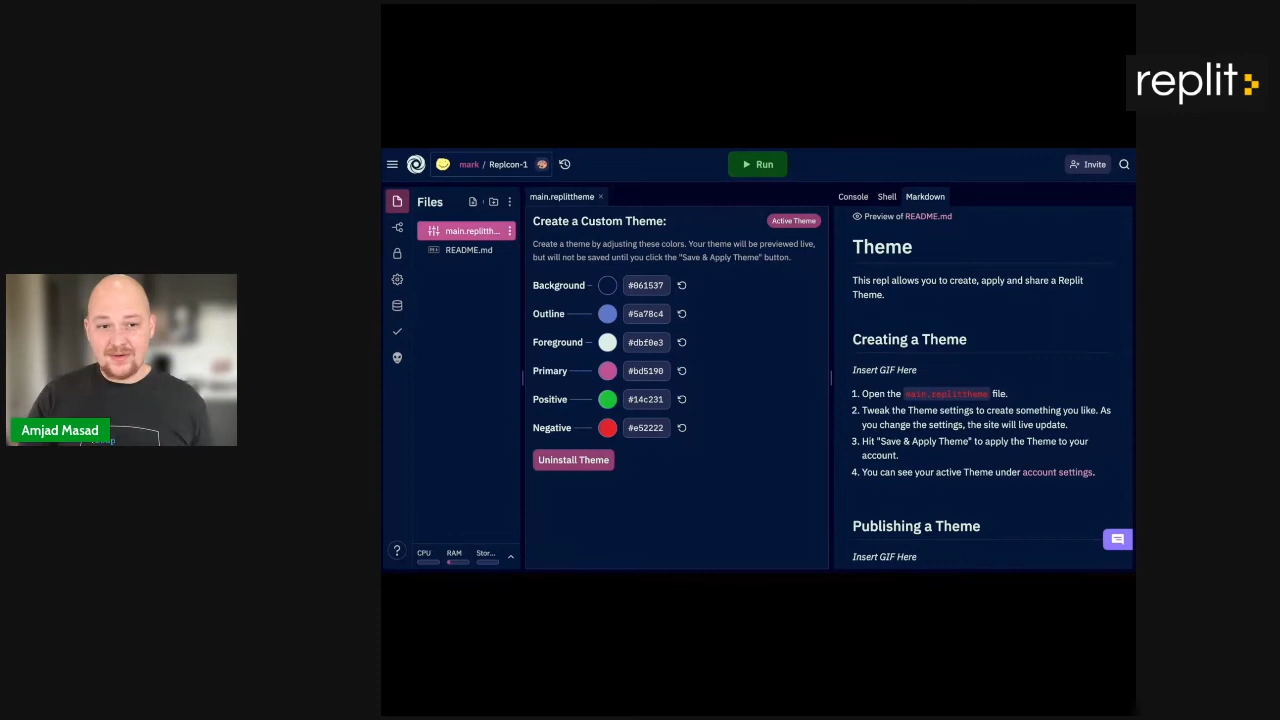 replit
mark / Replcon-1
Run
Invite
Files
main.replitth...
README.md
CPU
RAM
Stor...
main.replittheme ×
Create a Custom Theme:
Active Theme
Create a theme by adjusting these colors. Your theme will be previewed live,
but will not be saved until you click the "Save & Apply Theme" button.
Background
#061537
Outline
#5a78c4
Foreground
#dbf0e3
Primary
#bd5190
Positive
#14c231
Negative
#e52222
Uninstall Theme
Console
Shell
Markdown
Preview of README.md
Theme
This repl allows you to create, apply and share a Replit
Theme.
Creating a Theme
Insert GIF Here
1. Open the main.replittheme file.
2. Tweak the Theme settings to create something you like. As
you change the settings, the site will live update.
3. Hit "Save & Apply Theme" to apply the Theme to your
account.
4. You can see your active Theme under account settings.
Publishing a Theme
Insert GIF Here
Amjad Masad